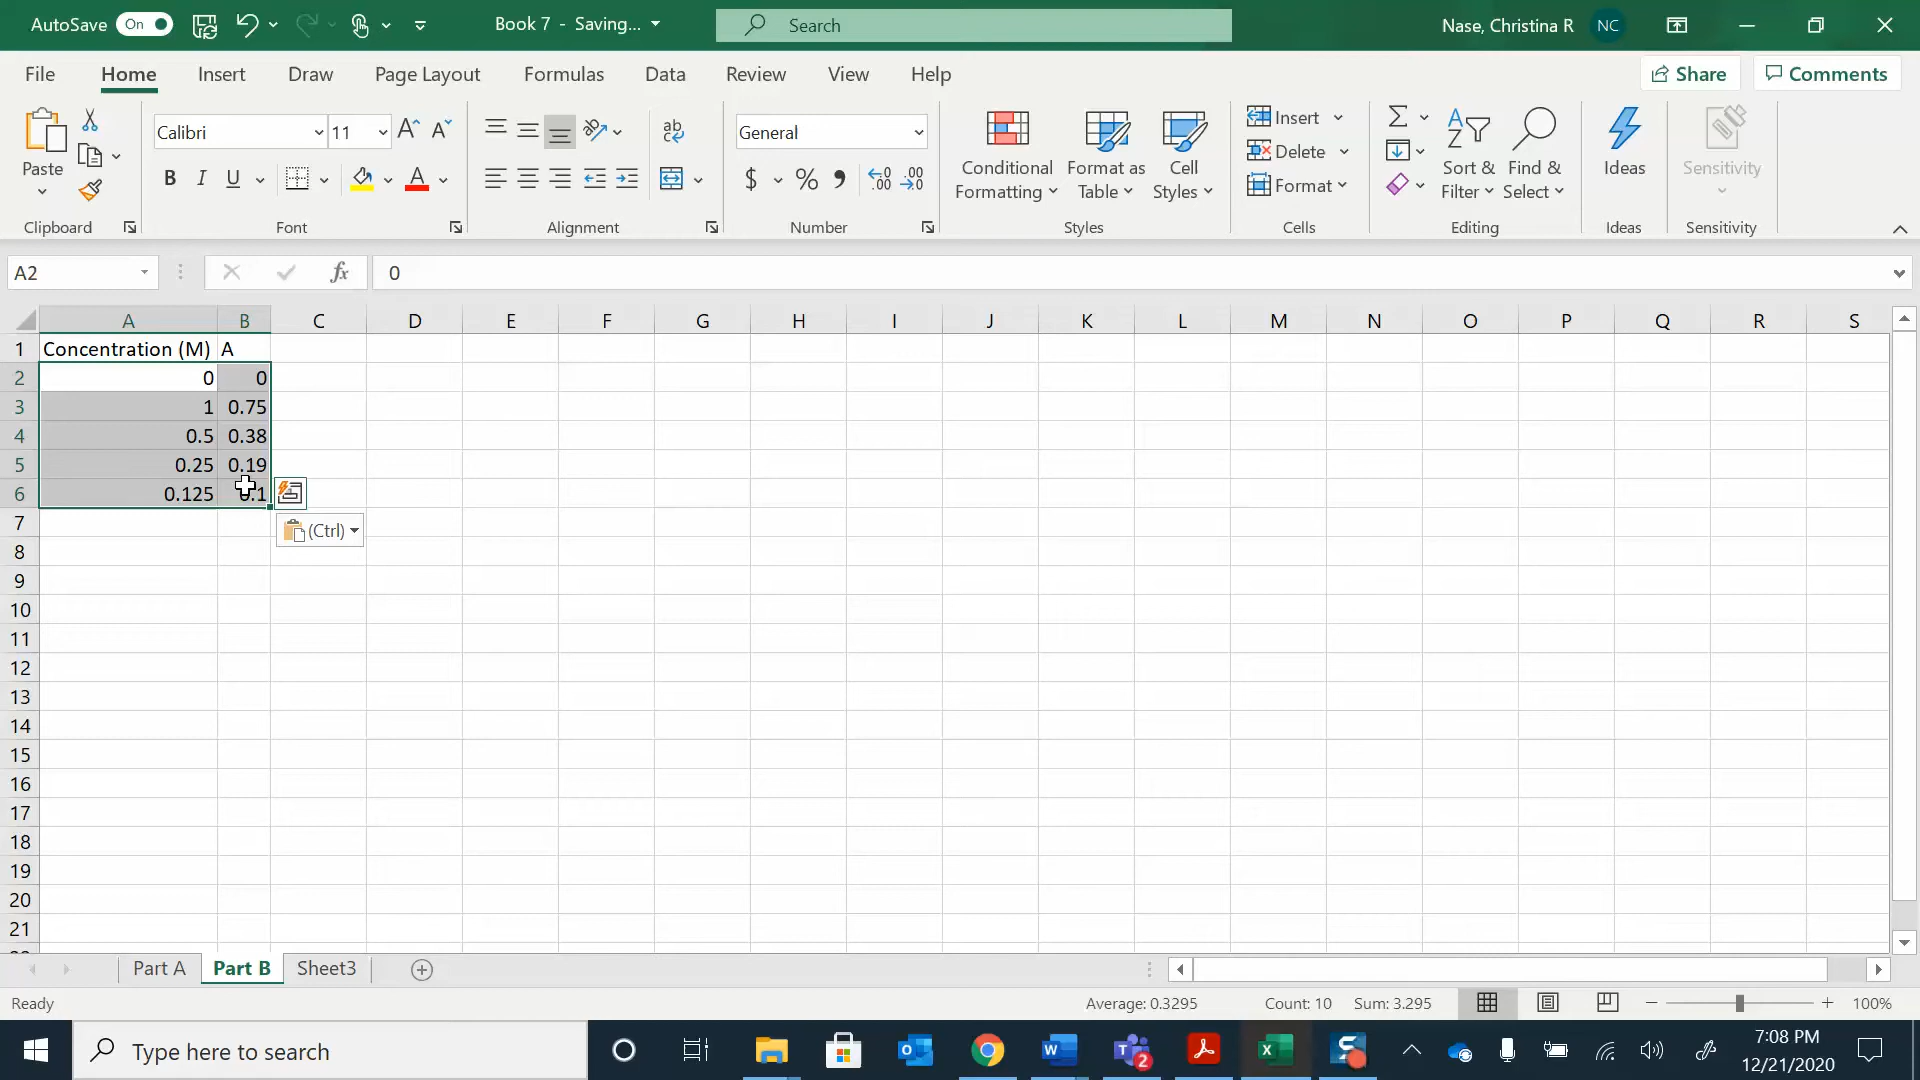 AutoSave On Book 7 - Saving... Search Nase, Christina R NC
File Home Insert Draw Page Layout Formulas Data Review View Help Share Comments
Calibri 11 General
Paste
B I U $ % 9
Conditional Formatting
Format as Table
Cell Styles
Insert
Delete
Format
Sort & Filter
Find & Select
Ideas
Sensitivity
Clipboard Font Alignment Number Styles Cells Editing Ideas Sensitivity
A2 fx 0
A B C D E F G H I J K L M N O P Q R S
1 Concentration (M) A
2 0 0
3 1 0.75
4 0.5 0.38
5 0.25 0.19
6 0.125 0.1
7 (Ctrl)
8
9
10
11
12
13
14
15
16
17
18
19
20
21
Part A Part B Sheet3
Ready Average: 0.3295 Count: 10 Sum: 3.295 100%
Type here to search 2 7:08 PM
12/21/2020